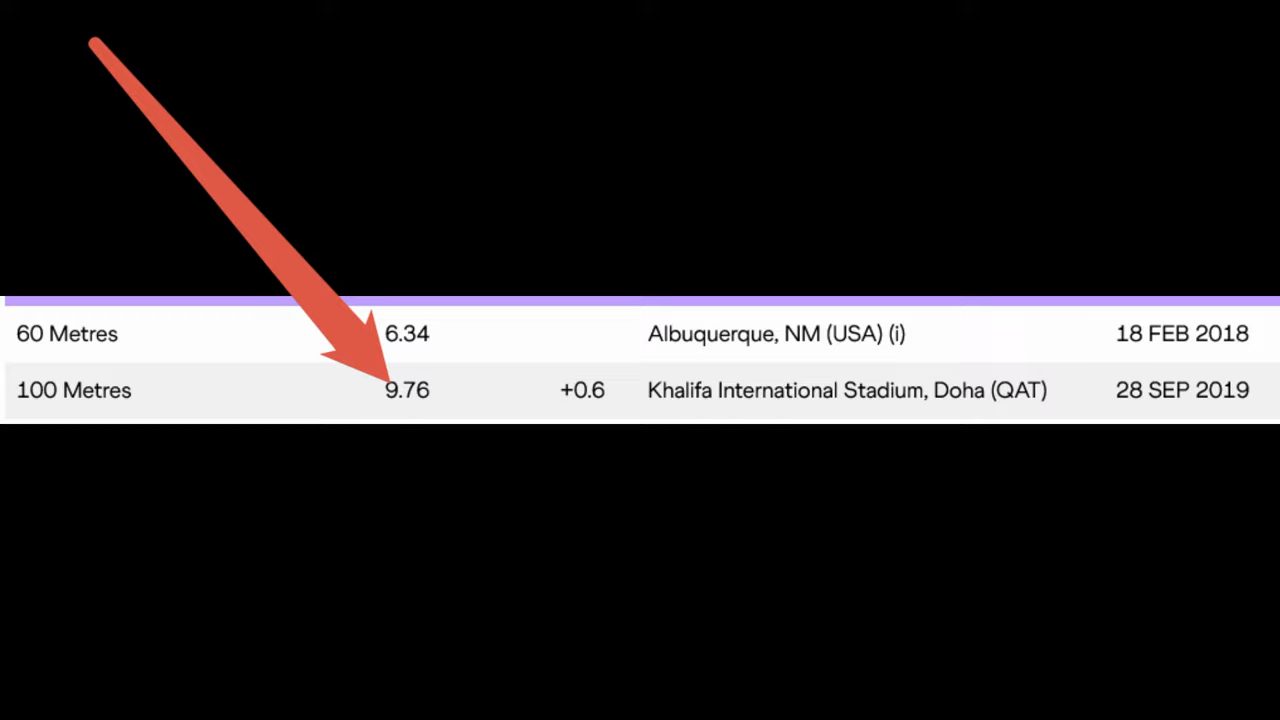 60 Metres 6.34 Albuquerque, NM (USA) (i) 18 FEB 2018
100 Metres 9.76 +0.6 Khalifa International Stadium, Doha (QAT) 28 SEP 2019